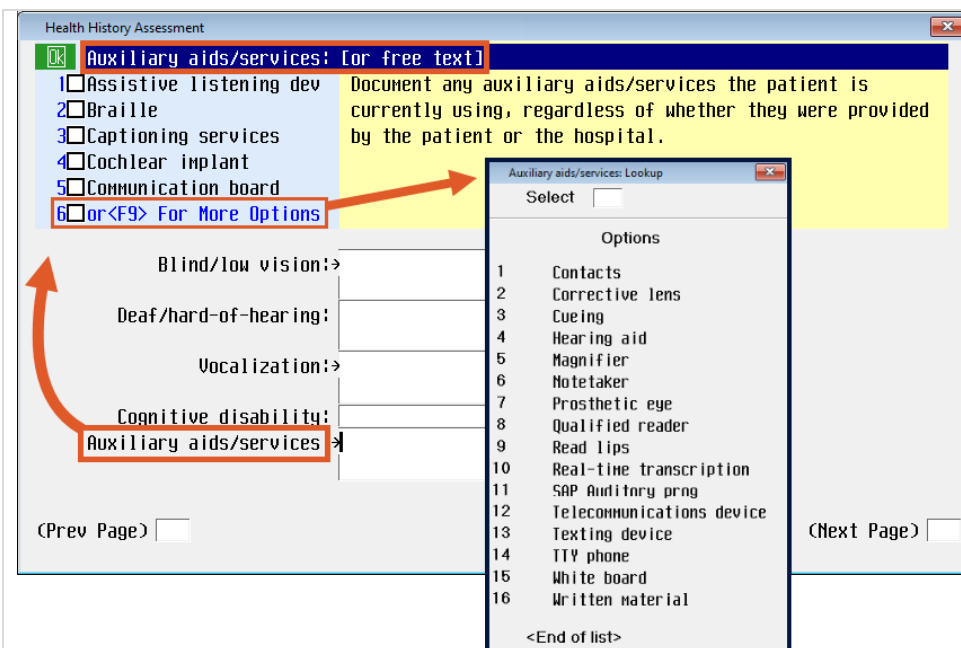 Health History Assessment
Ok Auxiliary aids/services: [or free text]
1 Assistive listening dev
2 Braille
3 Captioning services
4 Cochlear implant
5 Communication board
6 or<F9> For More Options
Document any auxiliary aids/services the patient is
currently using, regardless of whether they were provided
by the patient or the hospital.
Blind/low vision:
Deaf/hard-of-hearing:
Vocalization:
Cognitive disability:
Auxiliary aids/services
(Prev Page)
(Next Page)
Auxiliary aids/services: Lookup
Select
Options
1 Contacts
2 Corrective lens
3 Cueing
4 Hearing aid
5 Magnifier
6 Notetaker
7 Prosthetic eye
8 Qualified reader
9 Read lips
10 Real-time transcription
11 SAP Auditory prog
12 Telecommunications device
13 Texting device
14 TTY phone
15 White board
16 Written material
<End of list>